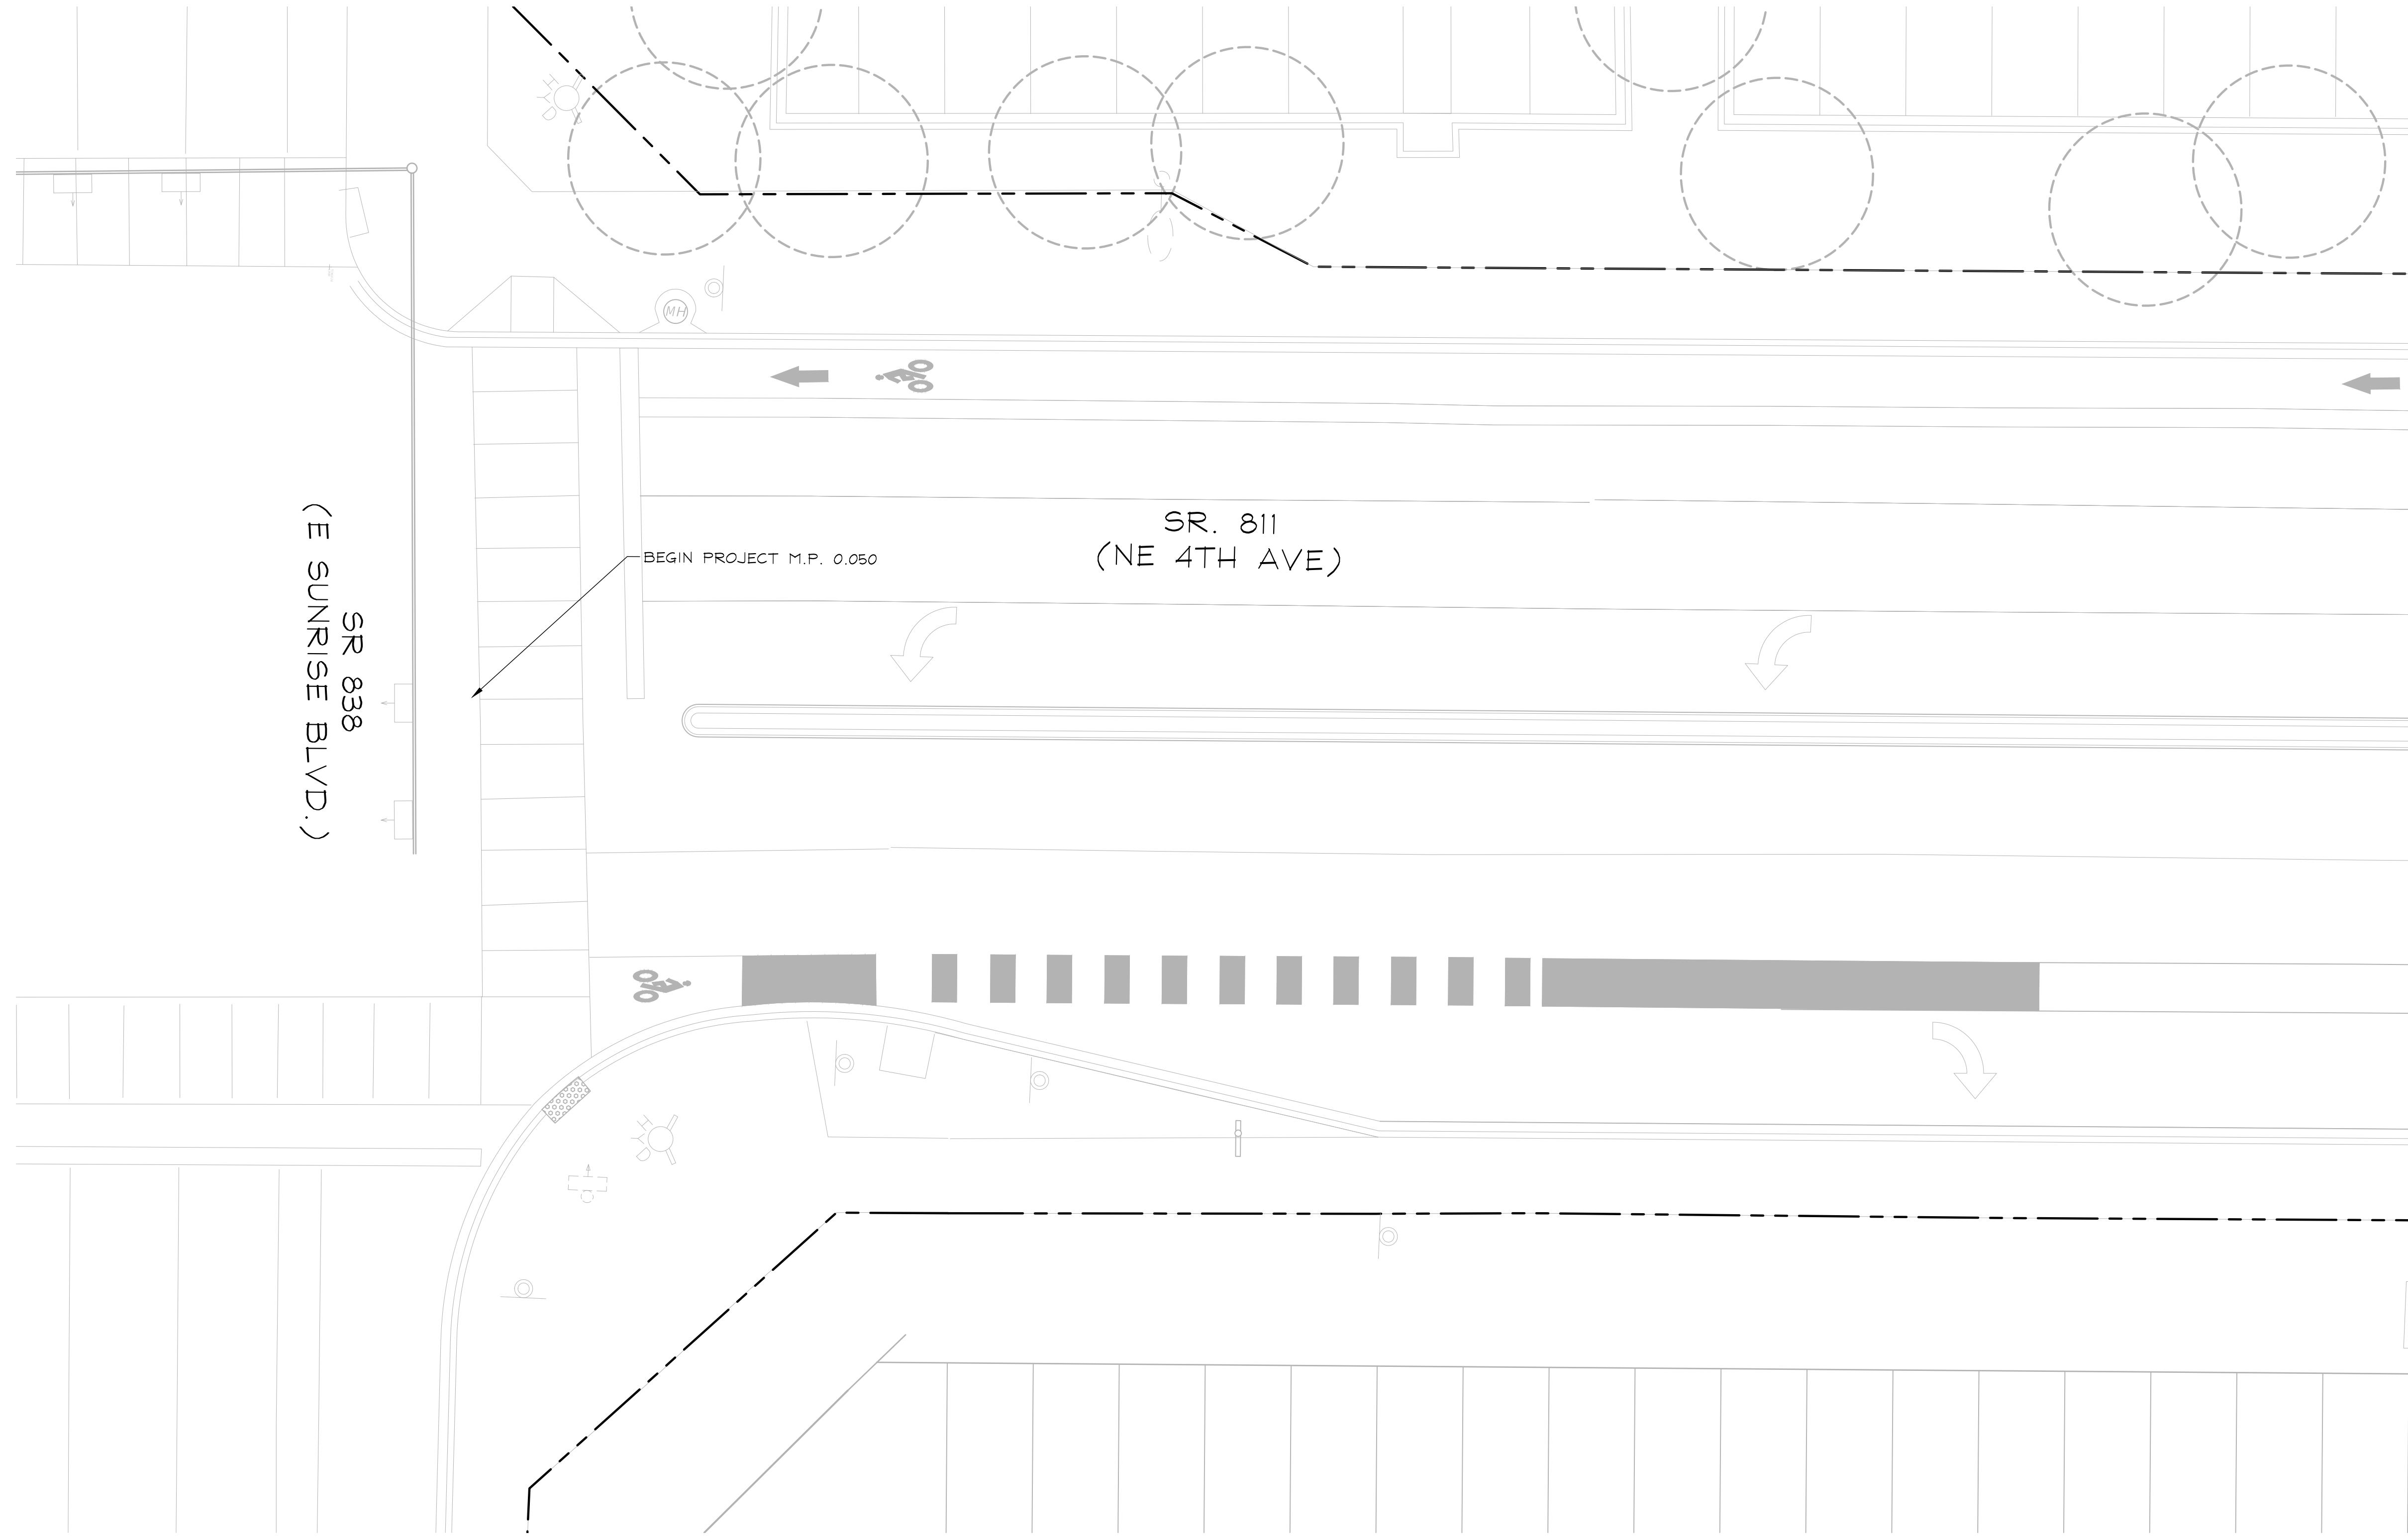 MH
SR. 811
(NE 4TH AVE)
BEGIN PROJECT M.P. 0.050
SR 838
(E SUNRISE BLVD.)